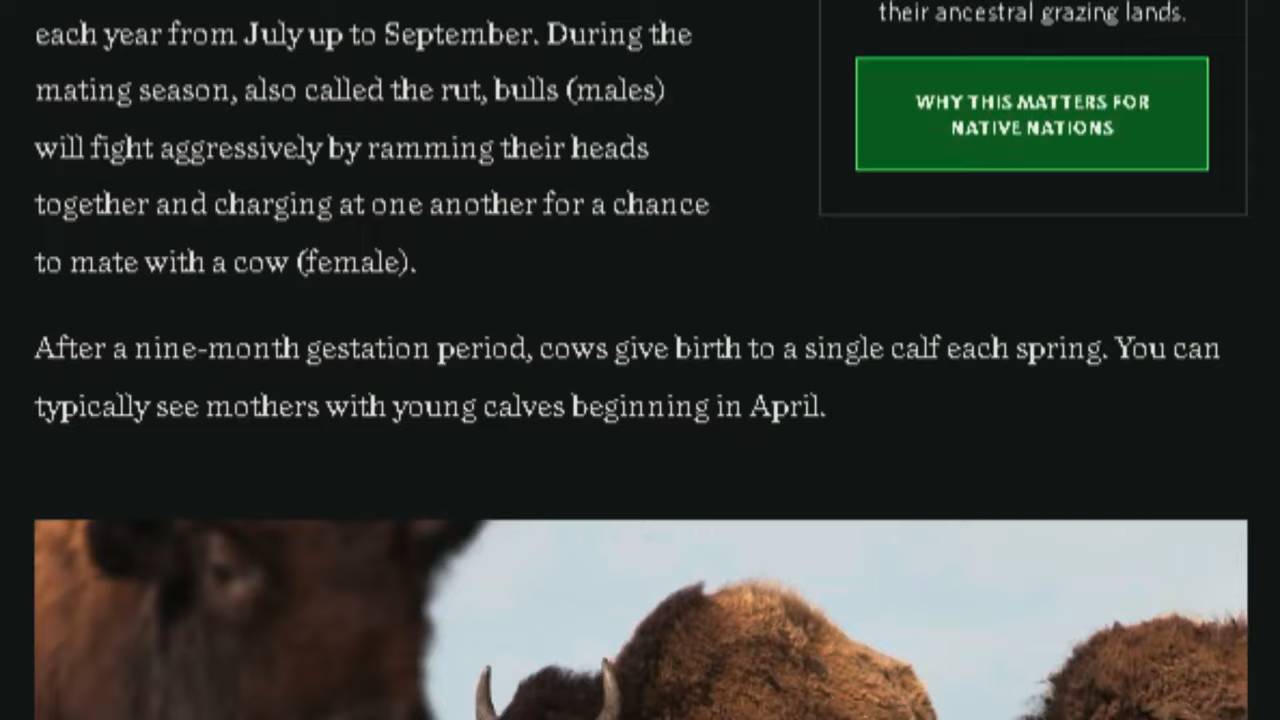 each year from July up to September. During the
mating season, also called the rut, bulls (males)
will fight aggressively by ramming their heads
together and charging at one another for a chance
to mate with a cow (female).
After a nine-month gestation period, cows give birth to a single calf each spring. You can
typically see mothers with young calves beginning in April.
their ancestral grazing lands.
WHY THIS MATTERS FOR
NATIVE NATIONS